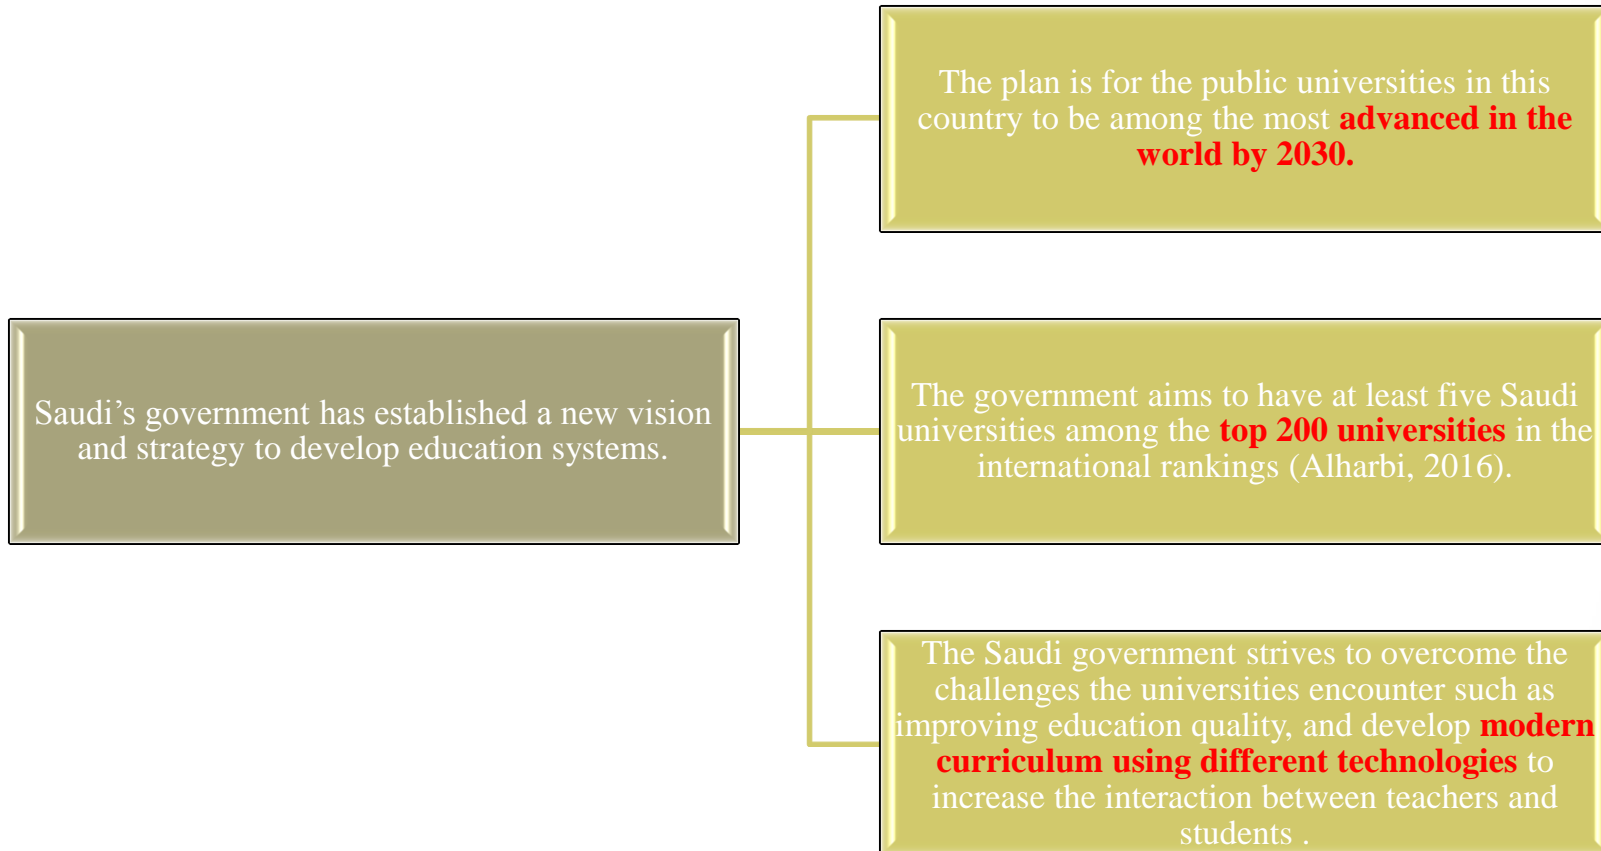 Saudi’s government has established a new vision
and strategy to develop education systems.
The plan is for the public universities in this
country to be among the most advanced in the
world by 2030.
The government aims to have at least five Saudi
universities among the top 200 universities in the
international rankings (Alharbi, 2016).
The Saudi government strives to overcome the
challenges the universities encounter such as
improving education quality, and develop modern
curriculum using different technologies to
increase the interaction between teachers and
students .